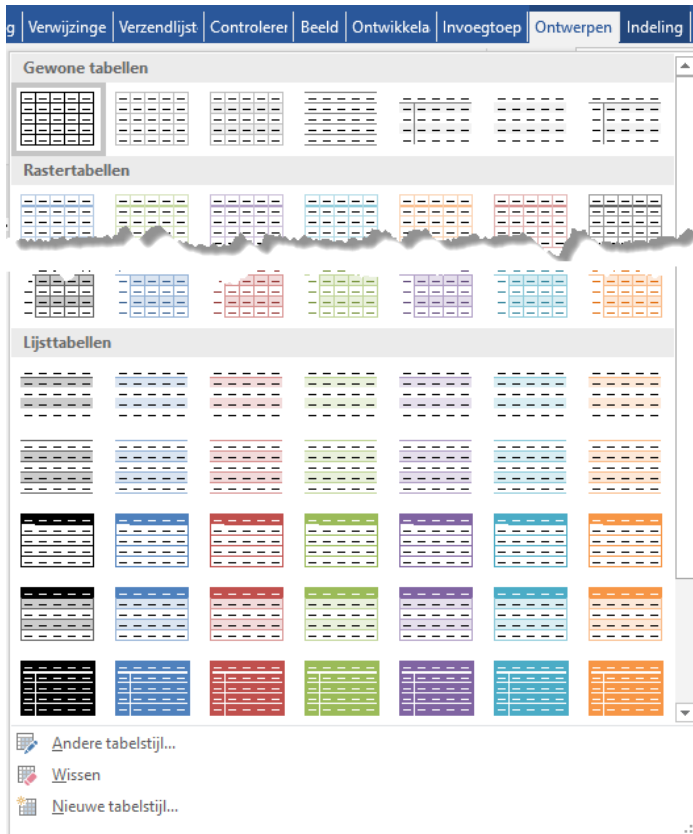 g Verwijzinge Verzendlijst Controlerer Beeld Ontwikkela Invoegtoep Ontwerpen Indeling
Gewone tabellen
Rastertabellen
Lijsttabellen
Andere tabelstijl...
Wissen
Nieuwe tabelstijl...